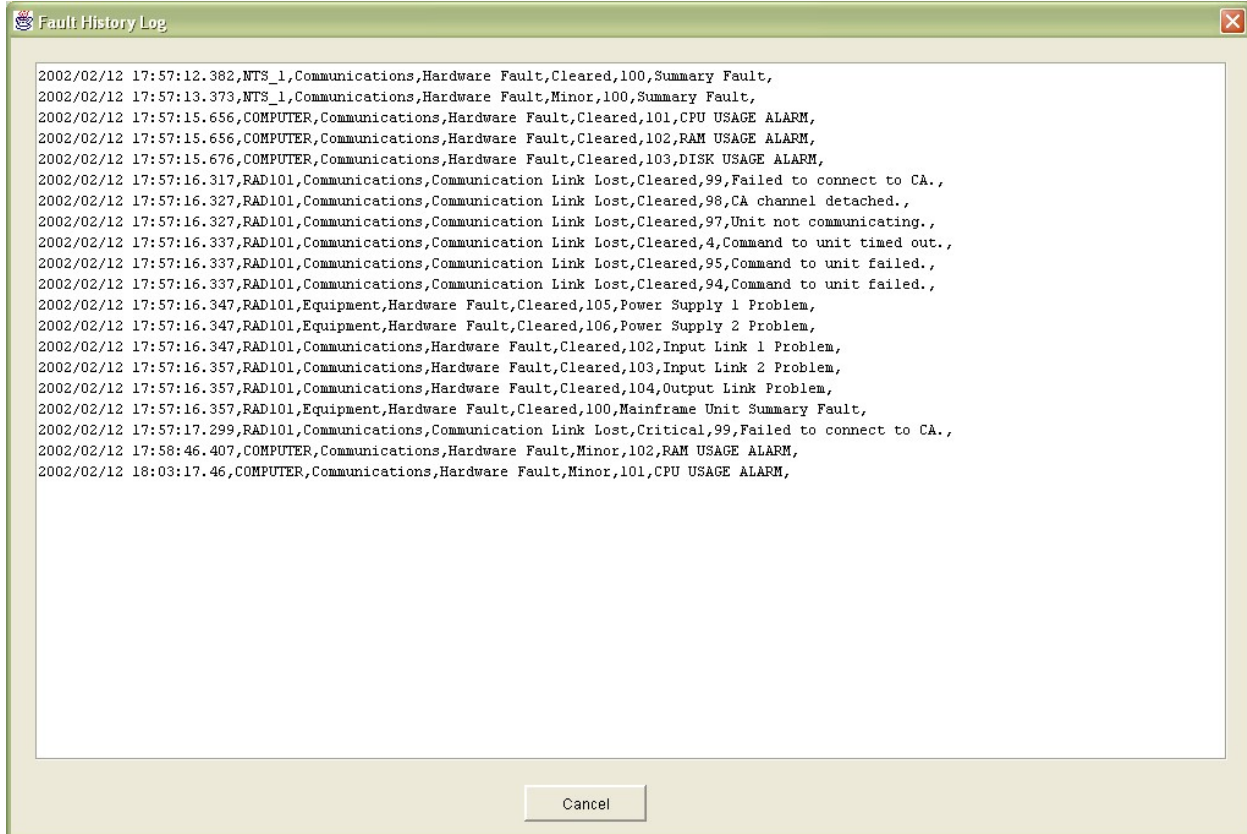 Fault History Log
2002/02/12 17:57:12.382,NTS_1,Communications,Hardware Fault,Cleared,100,Summary Fault,
2002/02/12 17:57:13.373,NTS_1,Communications,Hardware Fault,Minor,100,Summary Fault,
2002/02/12 17:57:15.656,COMPUTER,Communications,Hardware Fault,Cleared,101,CPU USAGE ALARM,
2002/02/12 17:57:15.656,COMPUTER,Communications,Hardware Fault,Cleared,102,RAM USAGE ALARM,
2002/02/12 17:57:15.676,COMPUTER,Communications,Hardware Fault,Cleared,103,DISK USAGE ALARM,
2002/02/12 17:57:16.317,RAD101,Communications,Communication Link Lost,Cleared,99,Failed to connect to CA.,
2002/02/12 17:57:16.327,RAD101,Communications,Communication Link Lost,Cleared,98,CA channel detached.,
2002/02/12 17:57:16.327,RAD101,Communications,Communication Link Lost,Cleared,97,Unit not communicating.,
2002/02/12 17:57:16.337,RAD101,Communications,Communication Link Lost,Cleared,4,Command to unit timed out.,
2002/02/12 17:57:16.337,RAD101,Communications,Communication Link Lost,Cleared,95,Command to unit failed.,
2002/02/12 17:57:16.337,RAD101,Communications,Communication Link Lost,Cleared,94,Command to unit failed.,
2002/02/12 17:57:16.347,RAD101,Equipment,Hardware Fault,Cleared,105,Power Supply 1 Problem,
2002/02/12 17:57:16.347,RAD101,Equipment,Hardware Fault,Cleared,106,Power Supply 2 Problem,
2002/02/12 17:57:16.347,RAD101,Communications,Hardware Fault,Cleared,102,Input Link 1 Problem,
2002/02/12 17:57:16.357,RAD101,Communications,Hardware Fault,Cleared,103,Input Link 2 Problem,
2002/02/12 17:57:16.357,RAD101,Communications,Hardware Fault,Cleared,104,Output Link Problem,
2002/02/12 17:57:16.357,RAD101,Equipment,Hardware Fault,Cleared,100,Mainframe Unit Summary Fault,
2002/02/12 17:57:17.299,RAD101,Communications,Communication Link Lost,Critical,99,Failed to connect to CA.,
2002/02/12 17:58:46.407,COMPUTER,Communications,Hardware Fault,Minor,102,RAM USAGE ALARM,
2002/02/12 18:03:17.46,COMPUTER,Communications,Hardware Fault,Minor,101,CPU USAGE ALARM,
Cancel